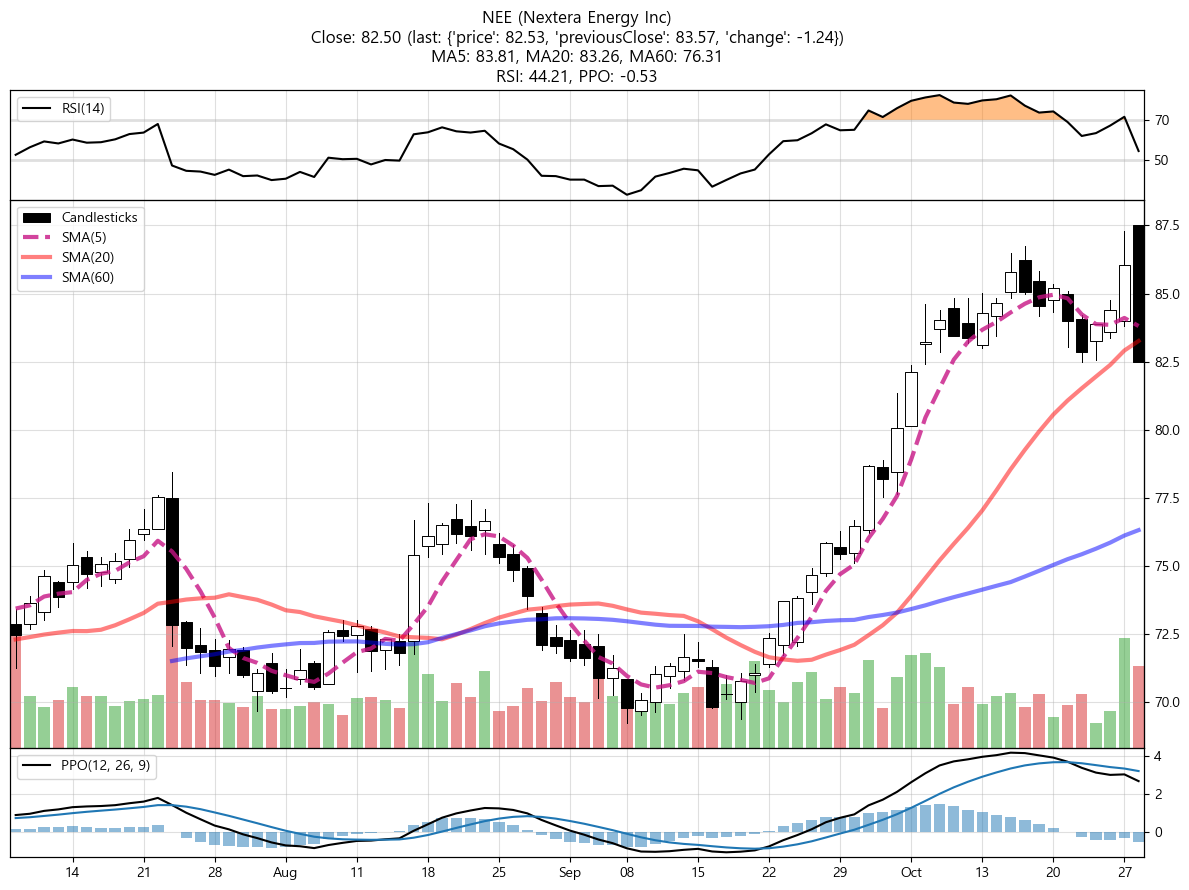 NEE (Nextera Energy Inc)
Close: 82.50 (last: {'price': 82.53, 'previousClose': 83.57, 'change': -1.24})
MA5: 83.81, MA20: 83.26, MA60: 76.31
RSI: 44.21, PPO: -0.53
RSI(14)
70
50
Candlesticks
SMA(5)
SMA(20)
SMA(60)
87.5
85.0
82.5
80.0
77.5
75.0
72.5
70.0
PPO(12, 26, 9)
4
2
0
14 21 28 Aug 11 18 25 Sep 08 15 22 29 Oct 13 20 27